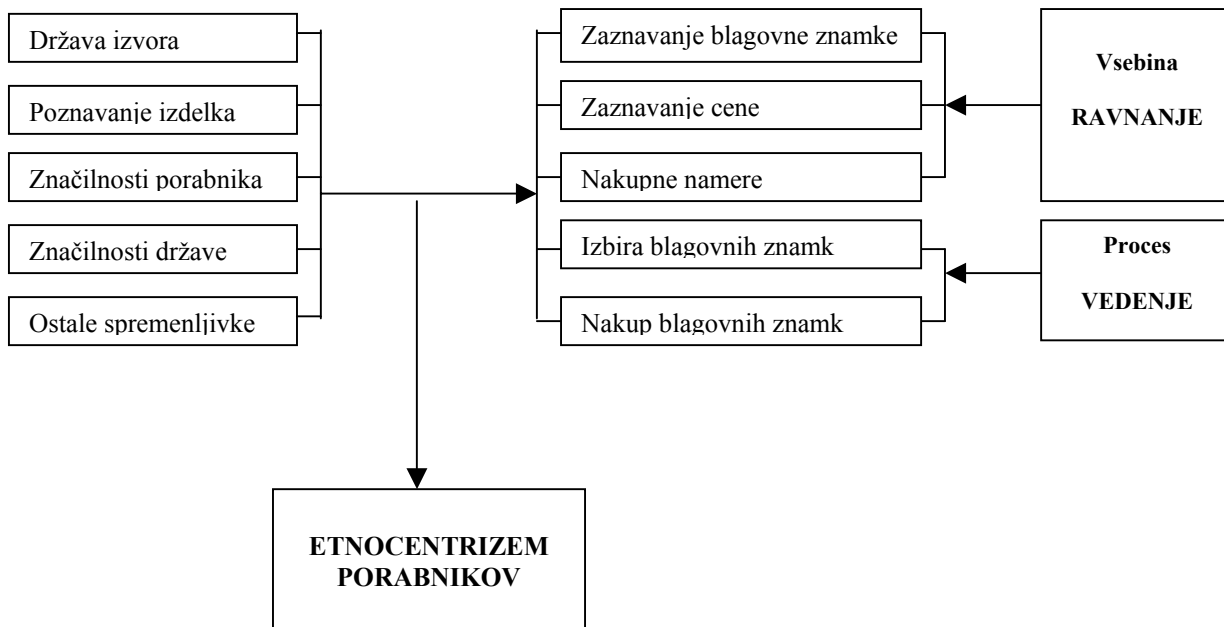 Država izvora
Poznavanje izdelka
Značilnosti porabnika
Značilnosti države
Ostale spremenljivke
Zaznavanje blagovne znamke
Zaznavanje cene
Nakupne namere
Izbira blagovnih znamk
Nakup blagovnih znamk
Vsebina
RAVNANJE
Proces
VEDENJE
ETNOCENTRIZEM
PORABNIKOV